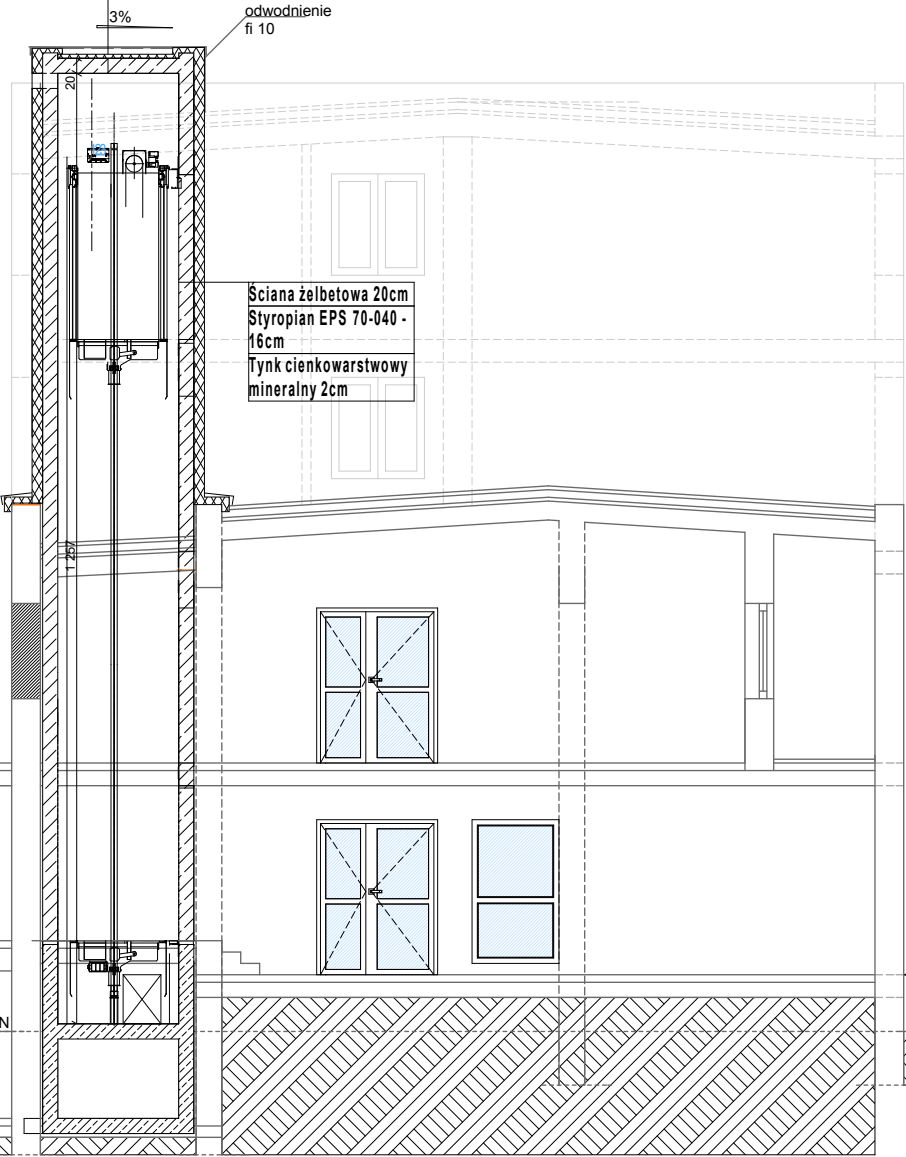 3%
odwodnienie
fi 10
20
Ściana żelbetowa 20cm
Styropian EPS 70-040 -
16cm
Tynk cienkowarstwowy
mineralny 2cm
1 257
N